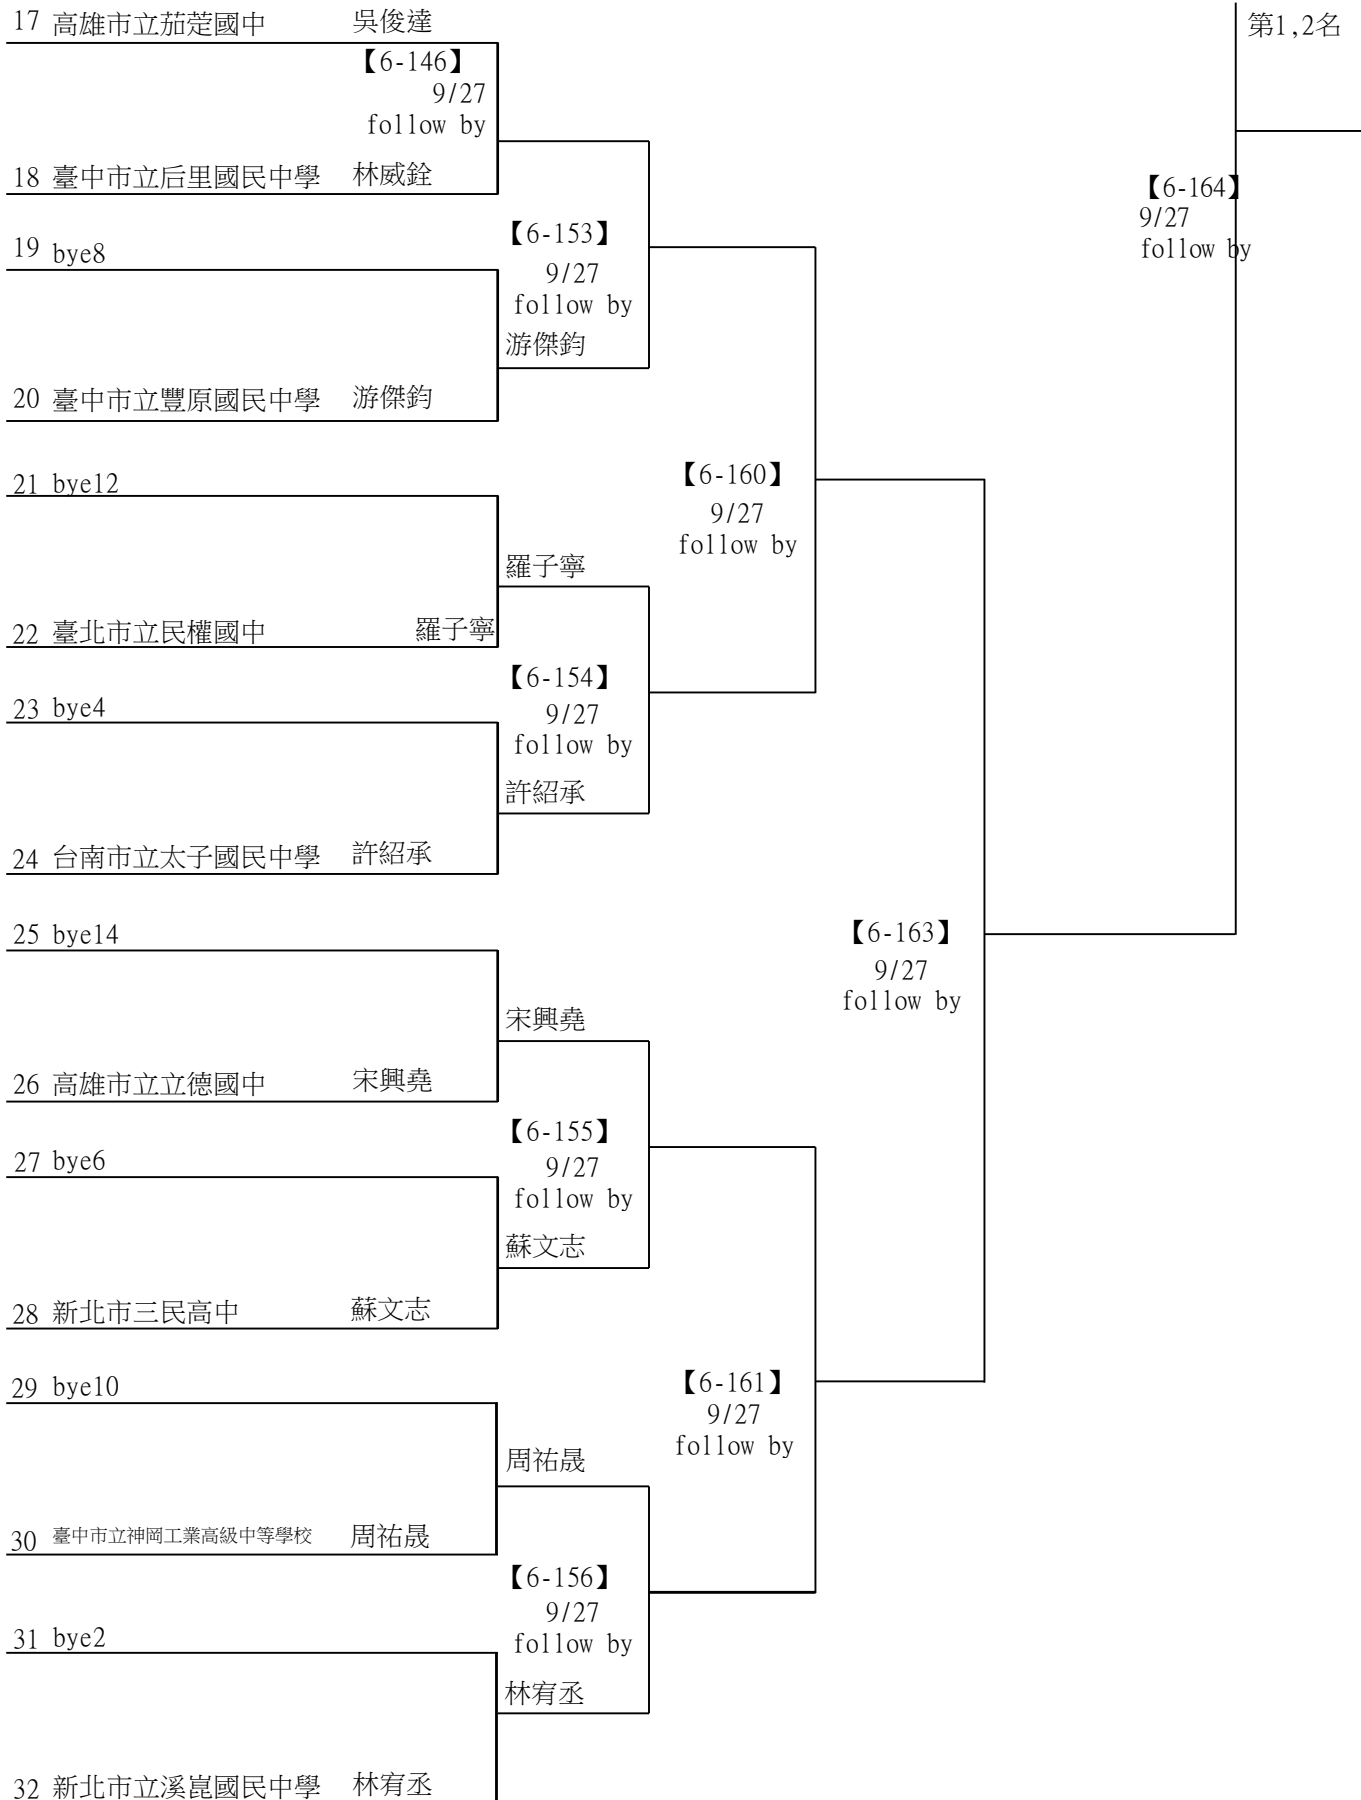 17 高雄市立茄萣國中 吳俊達
第1,2名
【6-146】
9/27
follow by
18 臺中市立后里國民中學 林威銓
【6-164】
9/27
follow by
19 bye8
【6-153】
9/27
follow by
游傑鈞
20 臺中市立豐原國民中學 游傑鈞
21 bye12
【6-160】
9/27
follow by
羅子寧
22 臺北市立民權國中 羅子寧
【6-154】
9/27
follow by
23 bye4
許紹承
24 台南市立太子國民中學 許紹承
25 bye14
【6-163】
9/27
follow by
宋興堯
26 高雄市立立德國中 宋興堯
【6-155】
9/27
follow by
27 bye6
蘇文志
28 新北市三民高中 蘇文志
29 bye10
【6-161】
9/27
follow by
周祐晟
30 臺中市立神岡工業高級中等學校 周祐晟
【6-156】
9/27
follow by
31 bye2
林宥丞
32 新北市立溪崑國民中學 林宥丞